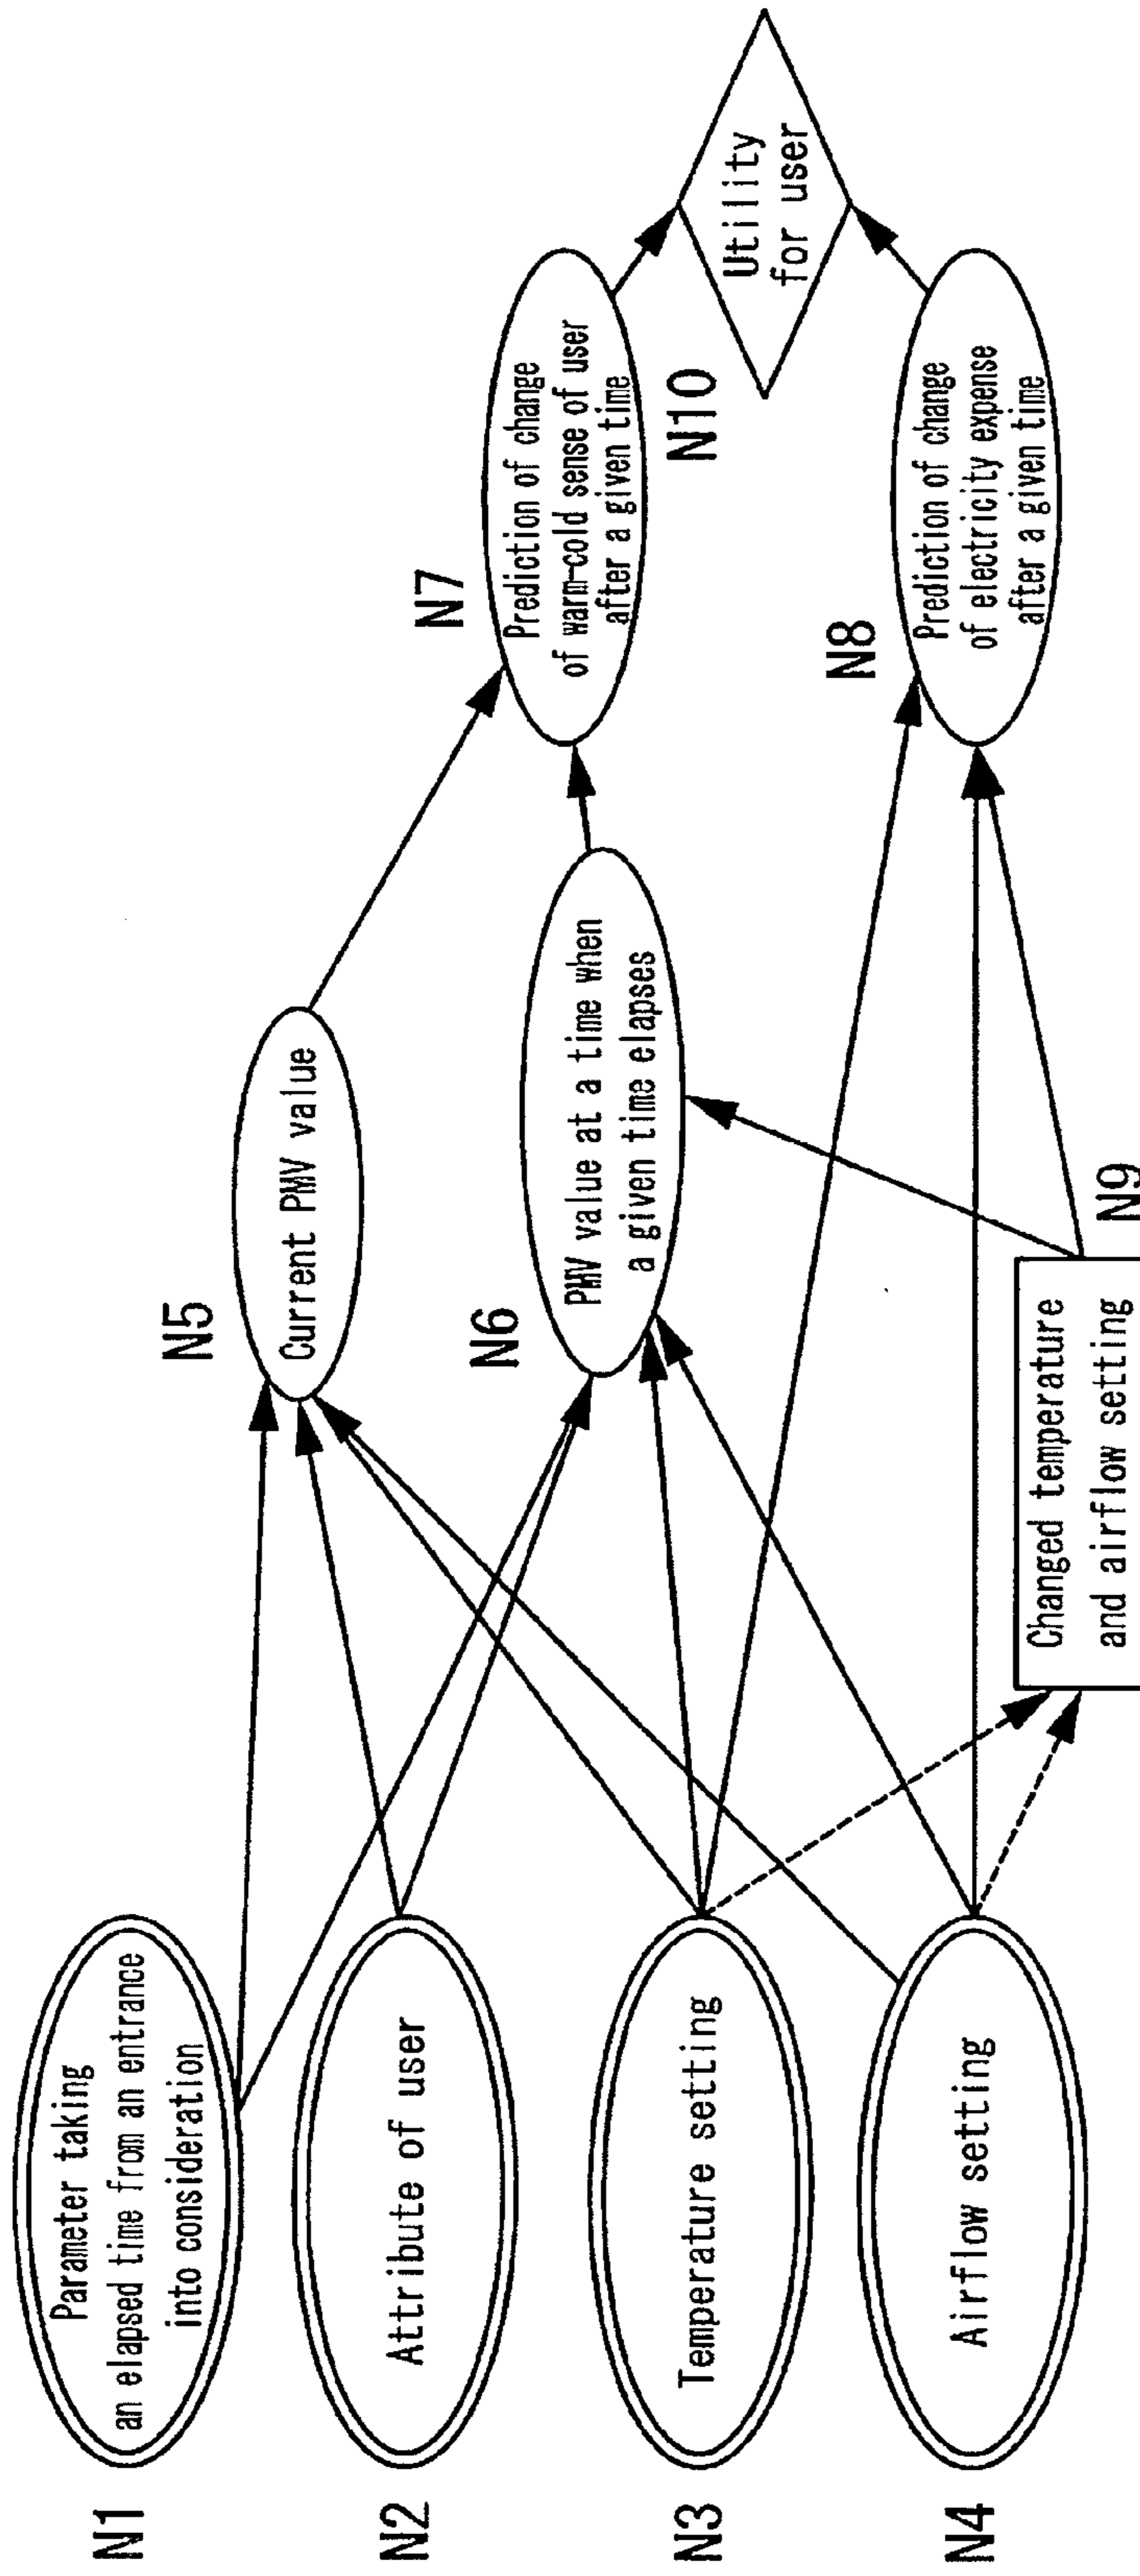 N1
Parameter taking
an elapsed time from an entrance
into consideration
N2
Attribute of user
N3
Temperature setting
N4
Airflow setting
N5
Current PMV value
N6
PMV value at a time when
a given time elapses
N9
Changed temperature
and airflow setting
N7
Prediction of change
of warm-cold sense of user
after a given time
N8
Prediction of change
of electricity expense
after a given time
N10
Utility
for user